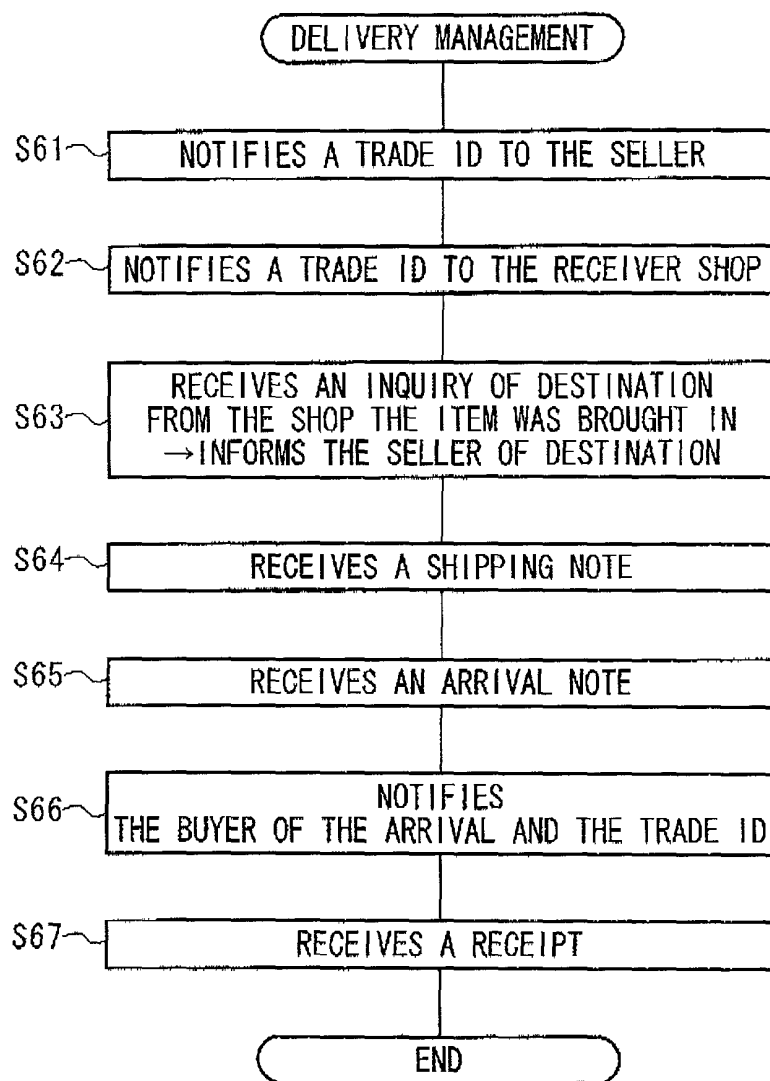 DELIVERY MANAGEMENT
S61
NOTIFIES A TRADE ID TO THE SELLER
S62
NOTIFIES A TRADE ID TO THE RECEIVER SHOP
S63
RECEIVES AN INQUIRY OF DESTINATION
FROM THE SHOP THE ITEM WAS BROUGHT IN
→INFORMS THE SELLER OF DESTINATION
S64
RECEIVES A SHIPPING NOTE
S65
RECEIVES AN ARRIVAL NOTE
S66
NOTIFIES
THE BUYER OF THE ARRIVAL AND THE TRADE ID
S67
RECEIVES A RECEIPT
END